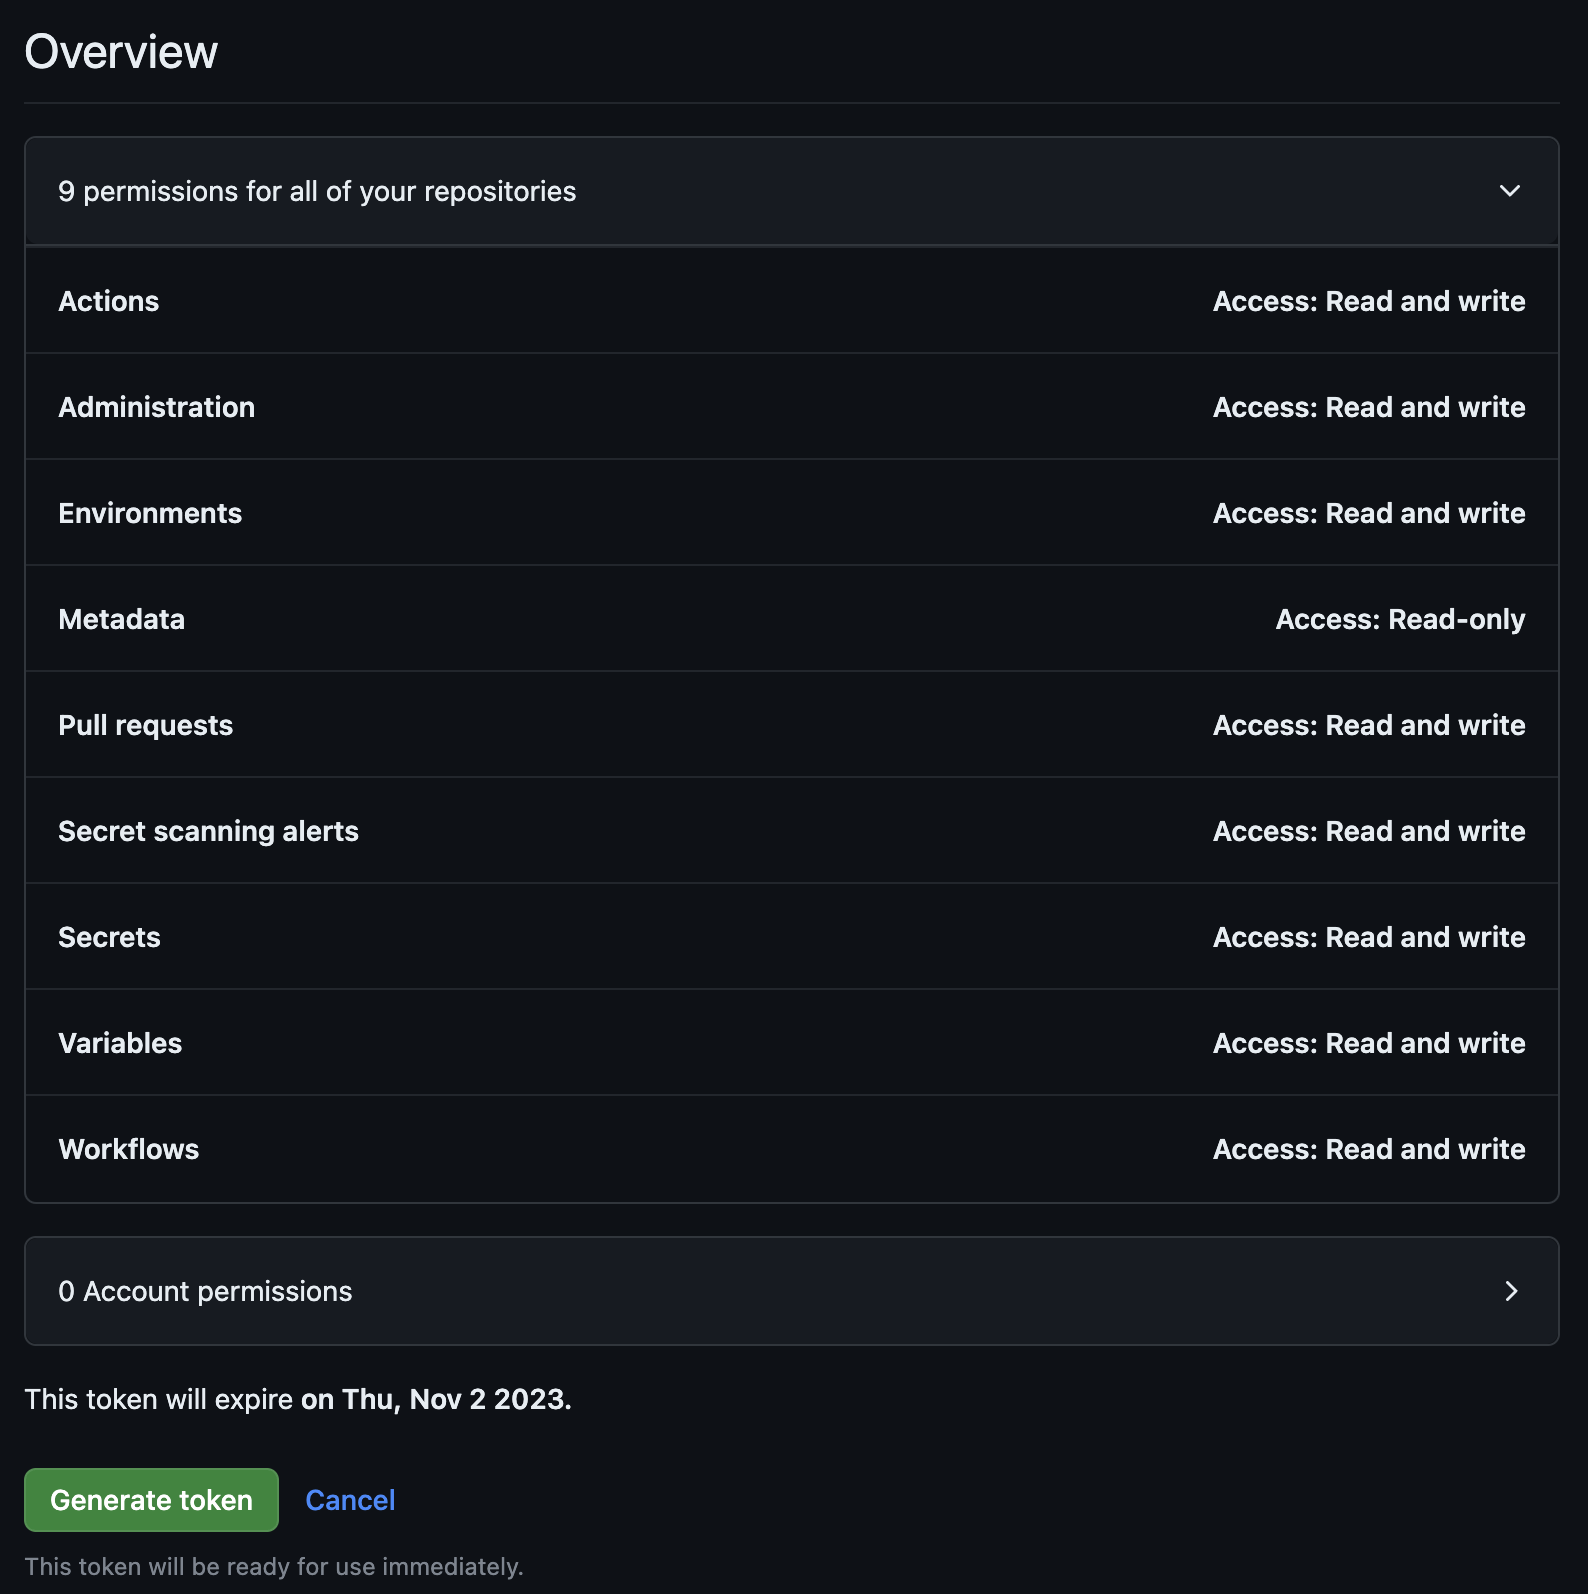 Overview
9 permissions for all of your repositories
Actions Access: Read and write
Administration Access: Read and write
Environments Access: Read and write
Metadata Access: Read-only
Pull requests Access: Read and write
Secret scanning alerts Access: Read and write
Secrets Access: Read and write
Variables Access: Read and write
Workflows Access: Read and write
0 Account permissions
This token will expire on Thu, Nov 2 2023.
Generate token Cancel
This token will be ready for use immediately.